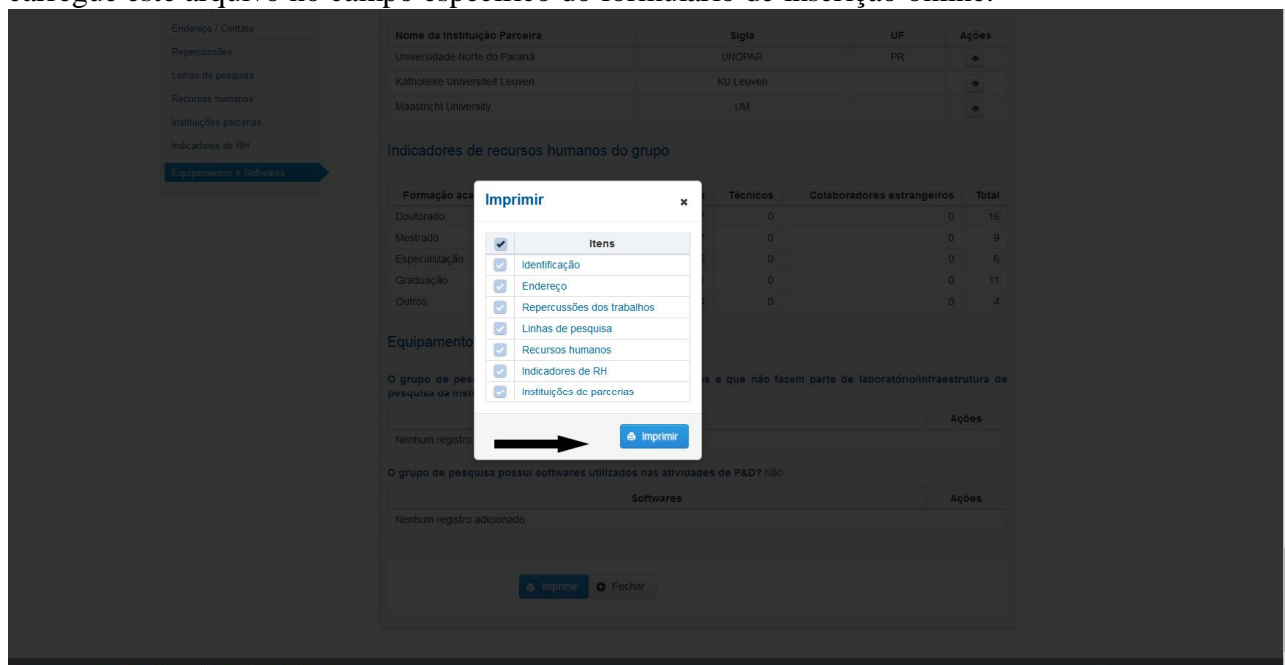 carregue este arquivo no campo específico do formulário de inscrição online.
Endereço / Contato
Repercussões
Linhas de pesquisa
Recursos humanos
Instituições parcerias
Indicadores de RH
Equipamentos e Softwares
Nome da Instituição Parceira Sigla UF Ações
Universidade Norte do Paraná UNOPAR PR
Katholieke Universiteit Leuven KU Leuven
Maastricht University UM
Indicadores de recursos humanos do grupo
Formação aca Técnicos Colaboradores estrangeiros Total
Doutorado 0 0 16
Mestrado 0 0 9
Especialização 0 0 6
Graduação 0 0 11
Outros 0 0 4
Imprimir
Itens
Identificação
Endereço
Repercussões dos trabalhos
Linhas de pesquisa
Recursos humanos
Indicadores de RH
Instituições de parcerias
Imprimir
Equipamento
O grupo de pes s e que não fazem parte de laboratório/infraestrutura de
pesquisa da insti
Ações
Nenhum registro
O grupo de pesquisa possui softwares utilizados nas atividades de P&D? Não
Softwares Ações
Nenhum registro adicionado
Imprimir Fechar